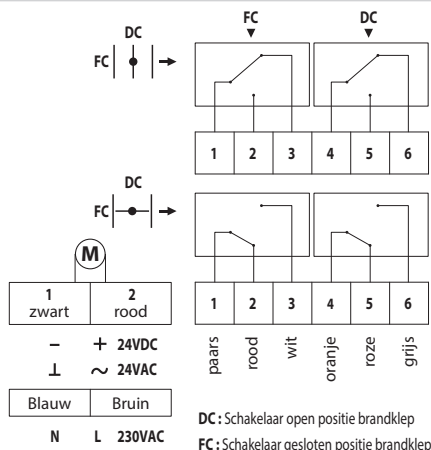 FC DC
DC
FC
1 2 3 4 5 6
DC
FC
M
1 2
zwart rood
1 2 3 4 5 6
paars rood wit oranje roze grijs
– + 24VDC
⊥ ~ 24VAC
Blauw Bruin
N L 230VAC
DC : Schakelaar open positie brandklep
FC : Schakelaar gesloten positie brandklep